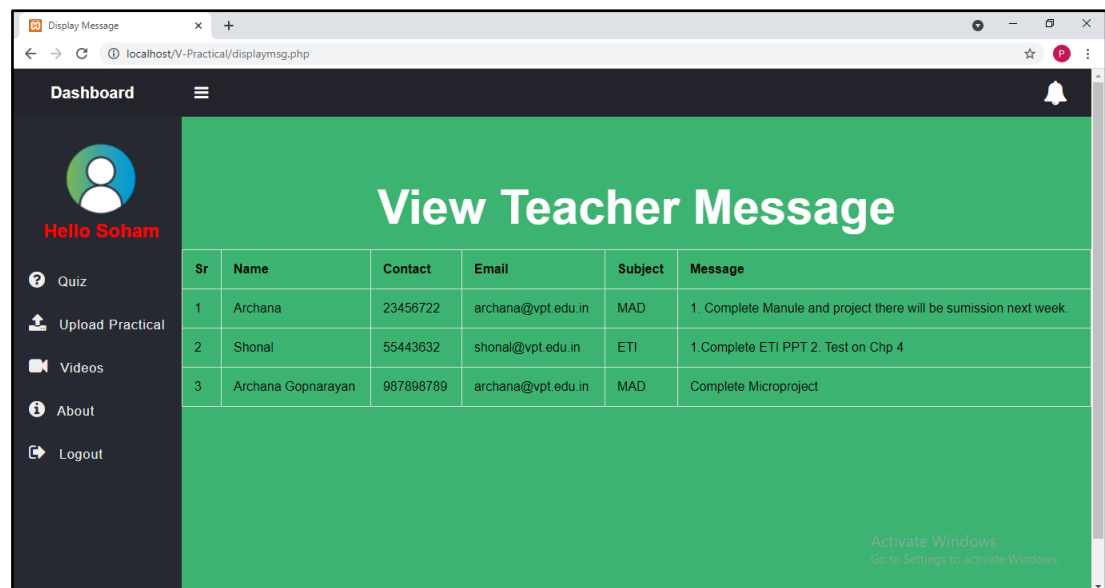 Display Message
localhost/V-Practical/displaymsg.php
P
Dashboard
Hello Soham
Quiz
Upload Practical
Videos
About
Logout
View Teacher Message
Sr Name Contact Email Subject Message
1 Archana 23456722 archana@vpt.edu.in MAD 1. Complete Manule and project there will be sumission next week.
2 Shonal 55443632 shonal@vpt.edu.in ETI 1.Complete ETI PPT 2. Test on Chp 4
3 Archana Gopnarayan 987898789 archana@vpt.edu.in MAD Complete Microproject
Activate Windows
Go to Settings to activate Windows.